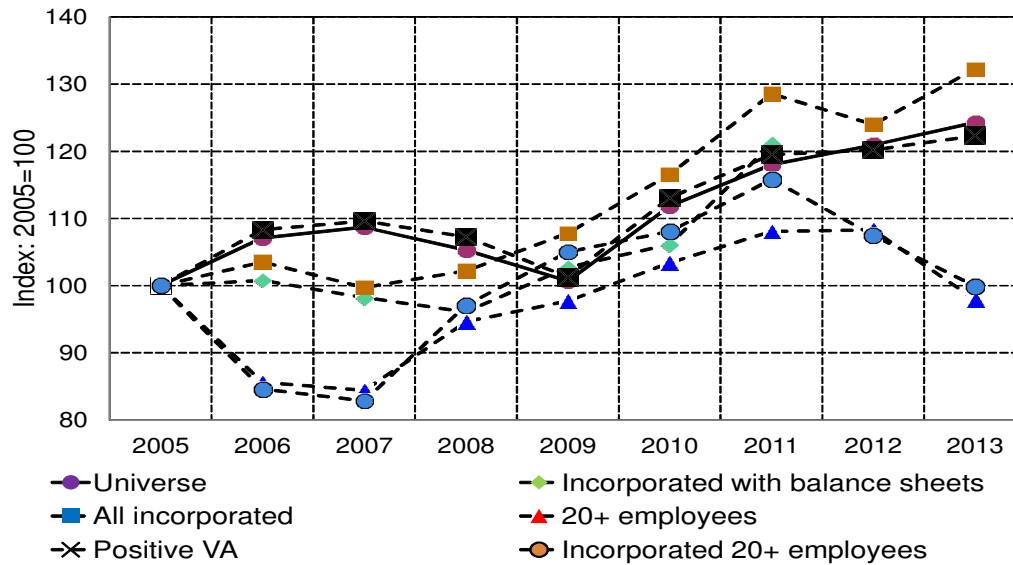 Index: 2005=100
140
130
120
110
100
90
80
2005 2006 2007 2008 2009 2010 2011 2012 2013
Universe
Incorporated with balance sheets
All incorporated
20+ employees
Positive VA
Incorporated 20+ employees